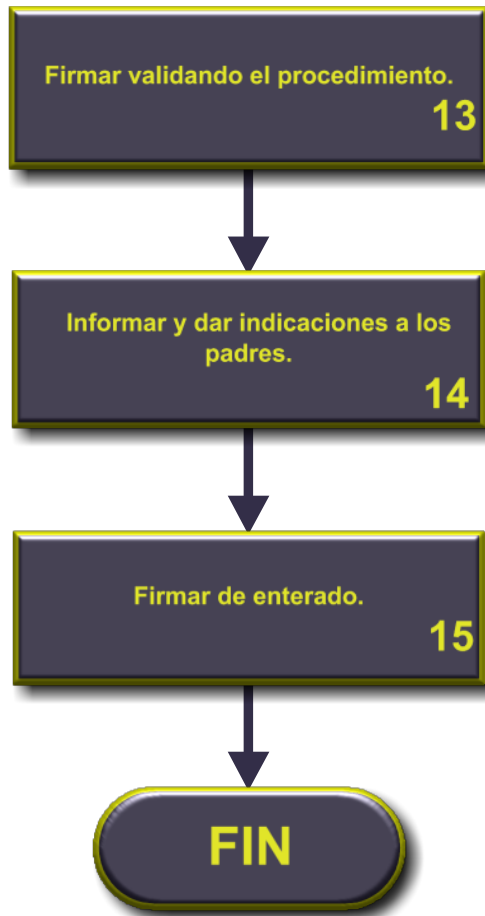 Firmar validando el procedimiento.
13
Informar y dar indicaciones a los
padres.
14
Firmar de enterado.
15
FIN